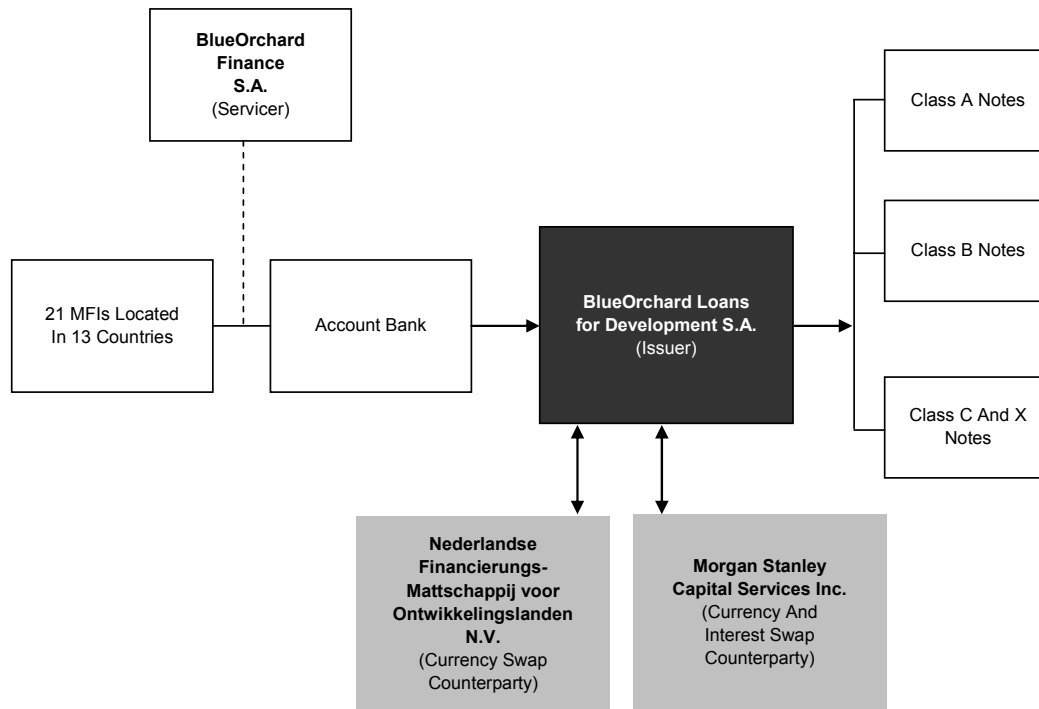 BlueOrchard
Finance
S.A.
(Servicer)
Class A Notes
Class B Notes
21 MFIs Located
In 13 Countries
Account Bank
BlueOrchard Loans
for Development S.A.
(Issuer)
Class C And X
Notes
Nederlandse
Financierungs-
Mattschappij voor
Ontwikkelingslanden
N.V.
(Currency Swap
Counterparty)
Morgan Stanley
Capital Services Inc.
(Currency And
Interest Swap
Counterparty)